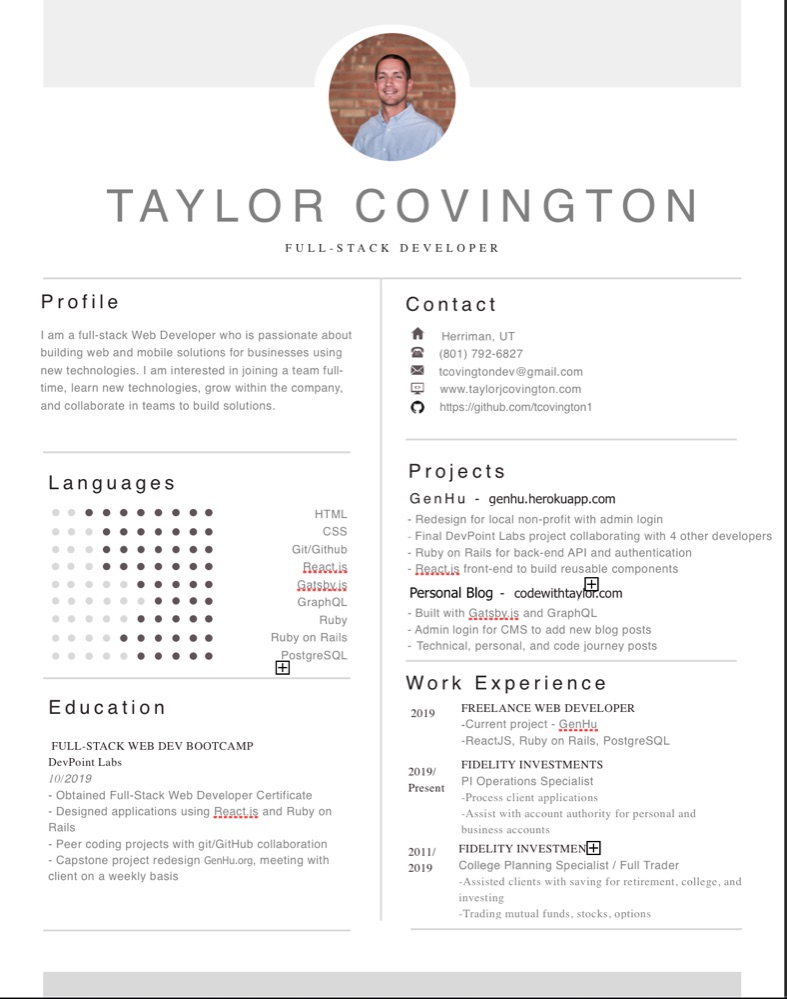 TAYLOR COVINGTON
FULL-STACK DEVELOPER
Profile
I am a full-stack Web Developer who is passionate about
building web and mobile solutions for businesses using
new technologies. I am interested in joining a team full-
time, learn new technologies, grow within the company,
and collaborate in teams to build solutions.
Languages
HTML
CSS
Git/Github
React.js
Gatsby.js
GraphQL
Ruby
Ruby on Rails
PostgreSQL
Education
FULL-STACK WEB DEV BOOTCAMP
DevPoint Labs
10/2019
- Obtained Full-Stack Web Developer Certificate
- Designed applications using React.js and Ruby on
Rails
- Peer coding projects with git/GitHub collaboration
- Capstone project redesign GenHu.org, meeting with
client on a weekly basis
Contact
Herriman, UT
(801) 792-6827
tcovingtondev@gmail.com
www.taylorjcovington.com
https://github.com/tcovington1
Projects
GenHu - genhu.herokuapp.com
- Redesign for local non-profit with admin login
- Final DevPoint Labs project collaborating with 4 other developers
- Ruby on Rails for back-end API and authentication
- React.js front-end to build reusable components
Personal Blog - codewithtaylor.com
- Built with Gatsby.js and GraphQL
- Admin login for CMS to add new blog posts
- Technical, personal, and code journey posts
Work Experience
2019 FREELANCE WEB DEVELOPER
-Current project - GenHu
-ReactJS, Ruby on Rails, PostgreSQL
2019/ FIDELITY INVESTMENTS
Present PI Operations Specialist
-Process client applications
-Assist with account authority for personal and
business accounts
2011/ FIDELITY INVESTMEN
2019 College Planning Specialist / Full Trader
-Assisted clients with saving for retirement, college, and
investing
-Trading mutual funds, stocks, options